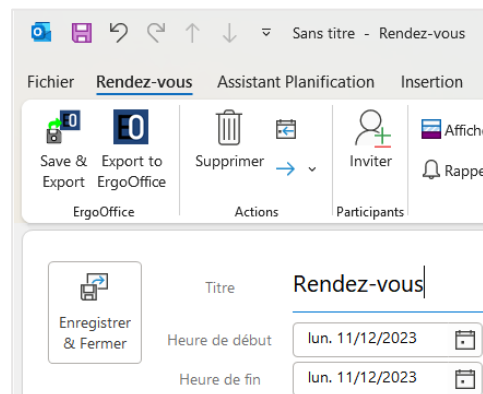 Sans titre - Rendez-vous
Fichier Rendez-vous Assistant Planification Insertion
EO EO
Save & Export Export to ErgoOffice Supprimer Inviter
ErgoOffice Actions Participants
Titre Rendez-vous
Enregistrer & Fermer
Heure de début lun. 11/12/2023
Heure de fin lun. 11/12/2023